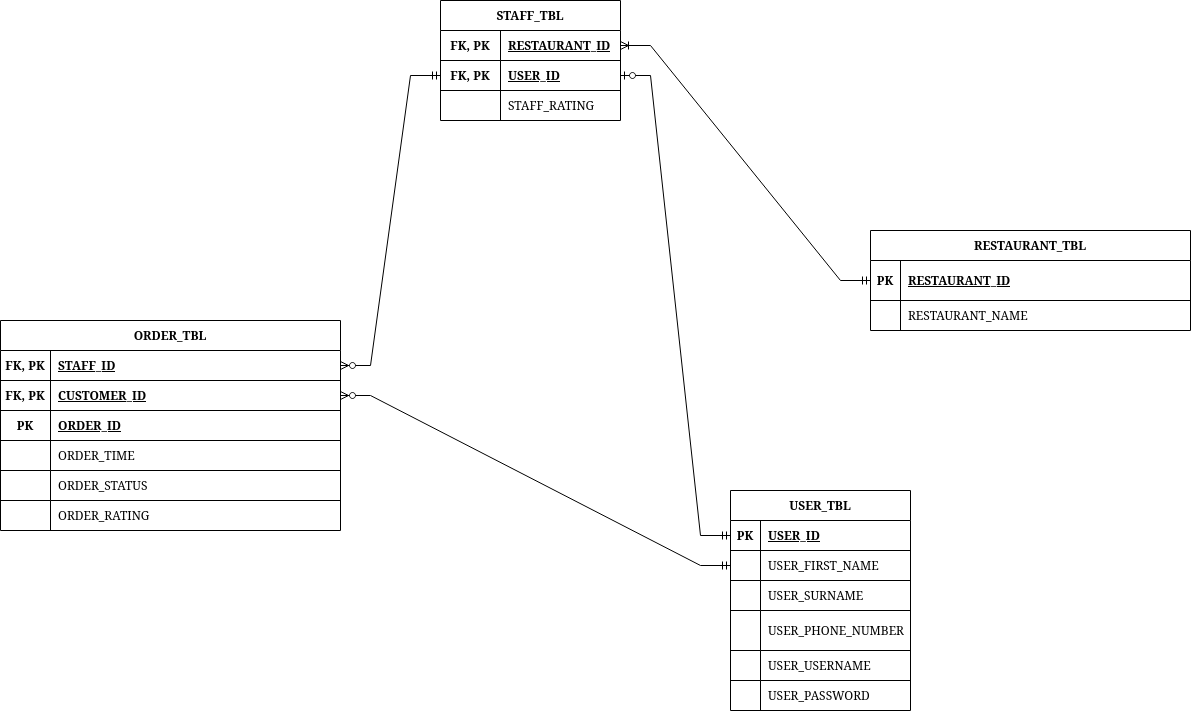 STAFF_TBL
FK, PK RESTAURANT_ID
FK, PK USER_ID
STAFF_RATING
RESTAURANT_TBL
PK RESTAURANT_ID
RESTAURANT_NAME
ORDER_TBL
FK, PK STAFF_ID
FK, PK CUSTOMER_ID
PK ORDER_ID
ORDER_TIME
ORDER_STATUS
ORDER_RATING
USER_TBL
PK USER_ID
USER_FIRST_NAME
USER_SURNAME
USER_PHONE_NUMBER
USER_USERNAME
USER_PASSWORD